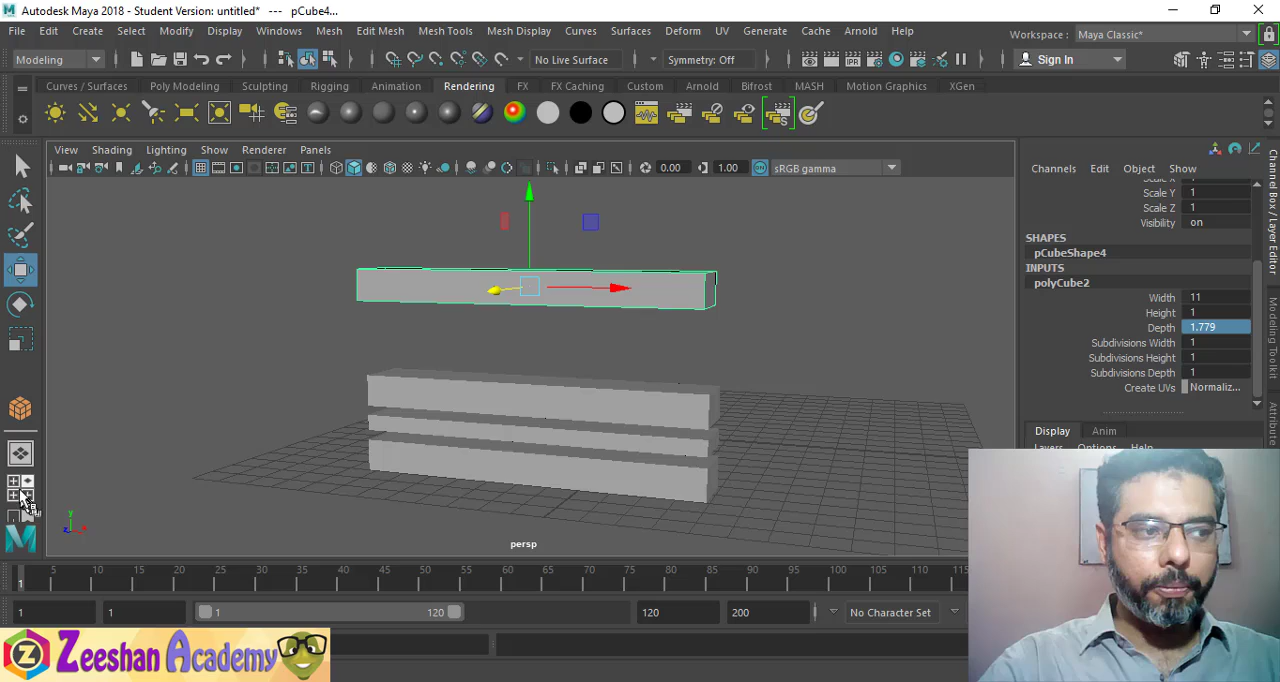 Autodesk Maya 2018 - Student Version: untitled* --- pCube4...
File Edit Create Select Modify Display Windows Mesh Edit Mesh Mesh Tools Mesh Display Curves Surfaces Deform UV Generate Cache Arnold Help
Workspace: Maya Classic*
Modeling No Live Surface Symmetry: Off Sign In
Curves / Surfaces Poly Modeling Sculpting Rigging Animation Rendering FX FX Caching Custom Arnold Bifrost MASH Motion Graphics XGen
View Shading Lighting Show Renderer Panels
0.00 1.00 sRGB gamma
Channels Edit Object Show
Scale Y 1
Scale Z 1
Visibility on
SHAPES
pCubeShape4
INPUTS
polyCube2
Width 11
Height 1
Depth 1.779
Subdivisions Width 1
Subdivisions Height 1
Subdivisions Depth 1
Create UVs Normaliz...
Display Anim
Channel Box / Layer Editor
Modeling Toolkit
persp
y
z
x
5 10 15 20 25 30 35 40 45 50 55 60 65 70 75 80 85 90 95 100 105 110 115
1
1 1 1 120 120 200 No Character Set
Zeeshan Academy